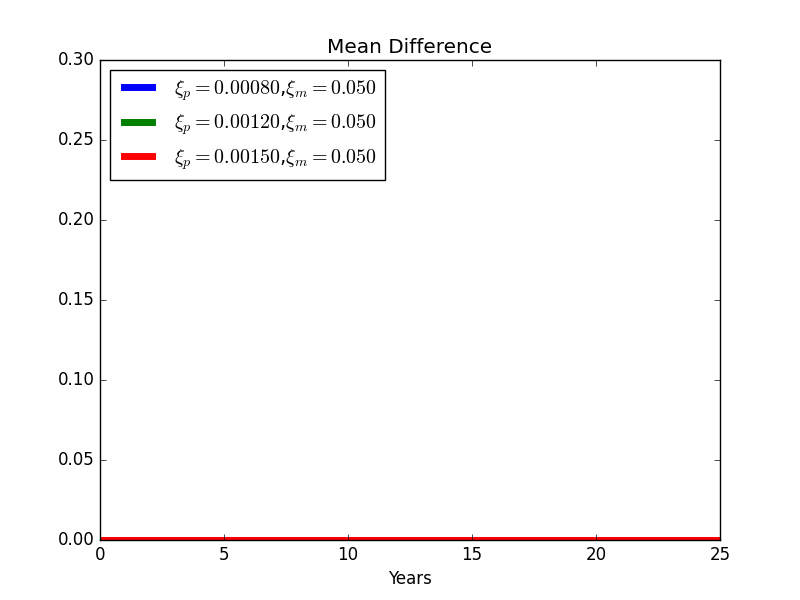 Mean Difference
0.30
ξp = 0.00080,ξm = 0.050
0.25
ξp = 0.00120,ξm = 0.050
ξp = 0.00150,ξm = 0.050
0.20
0.15
0.10
0.05
0.00
0 5 10 15 20 25
Years